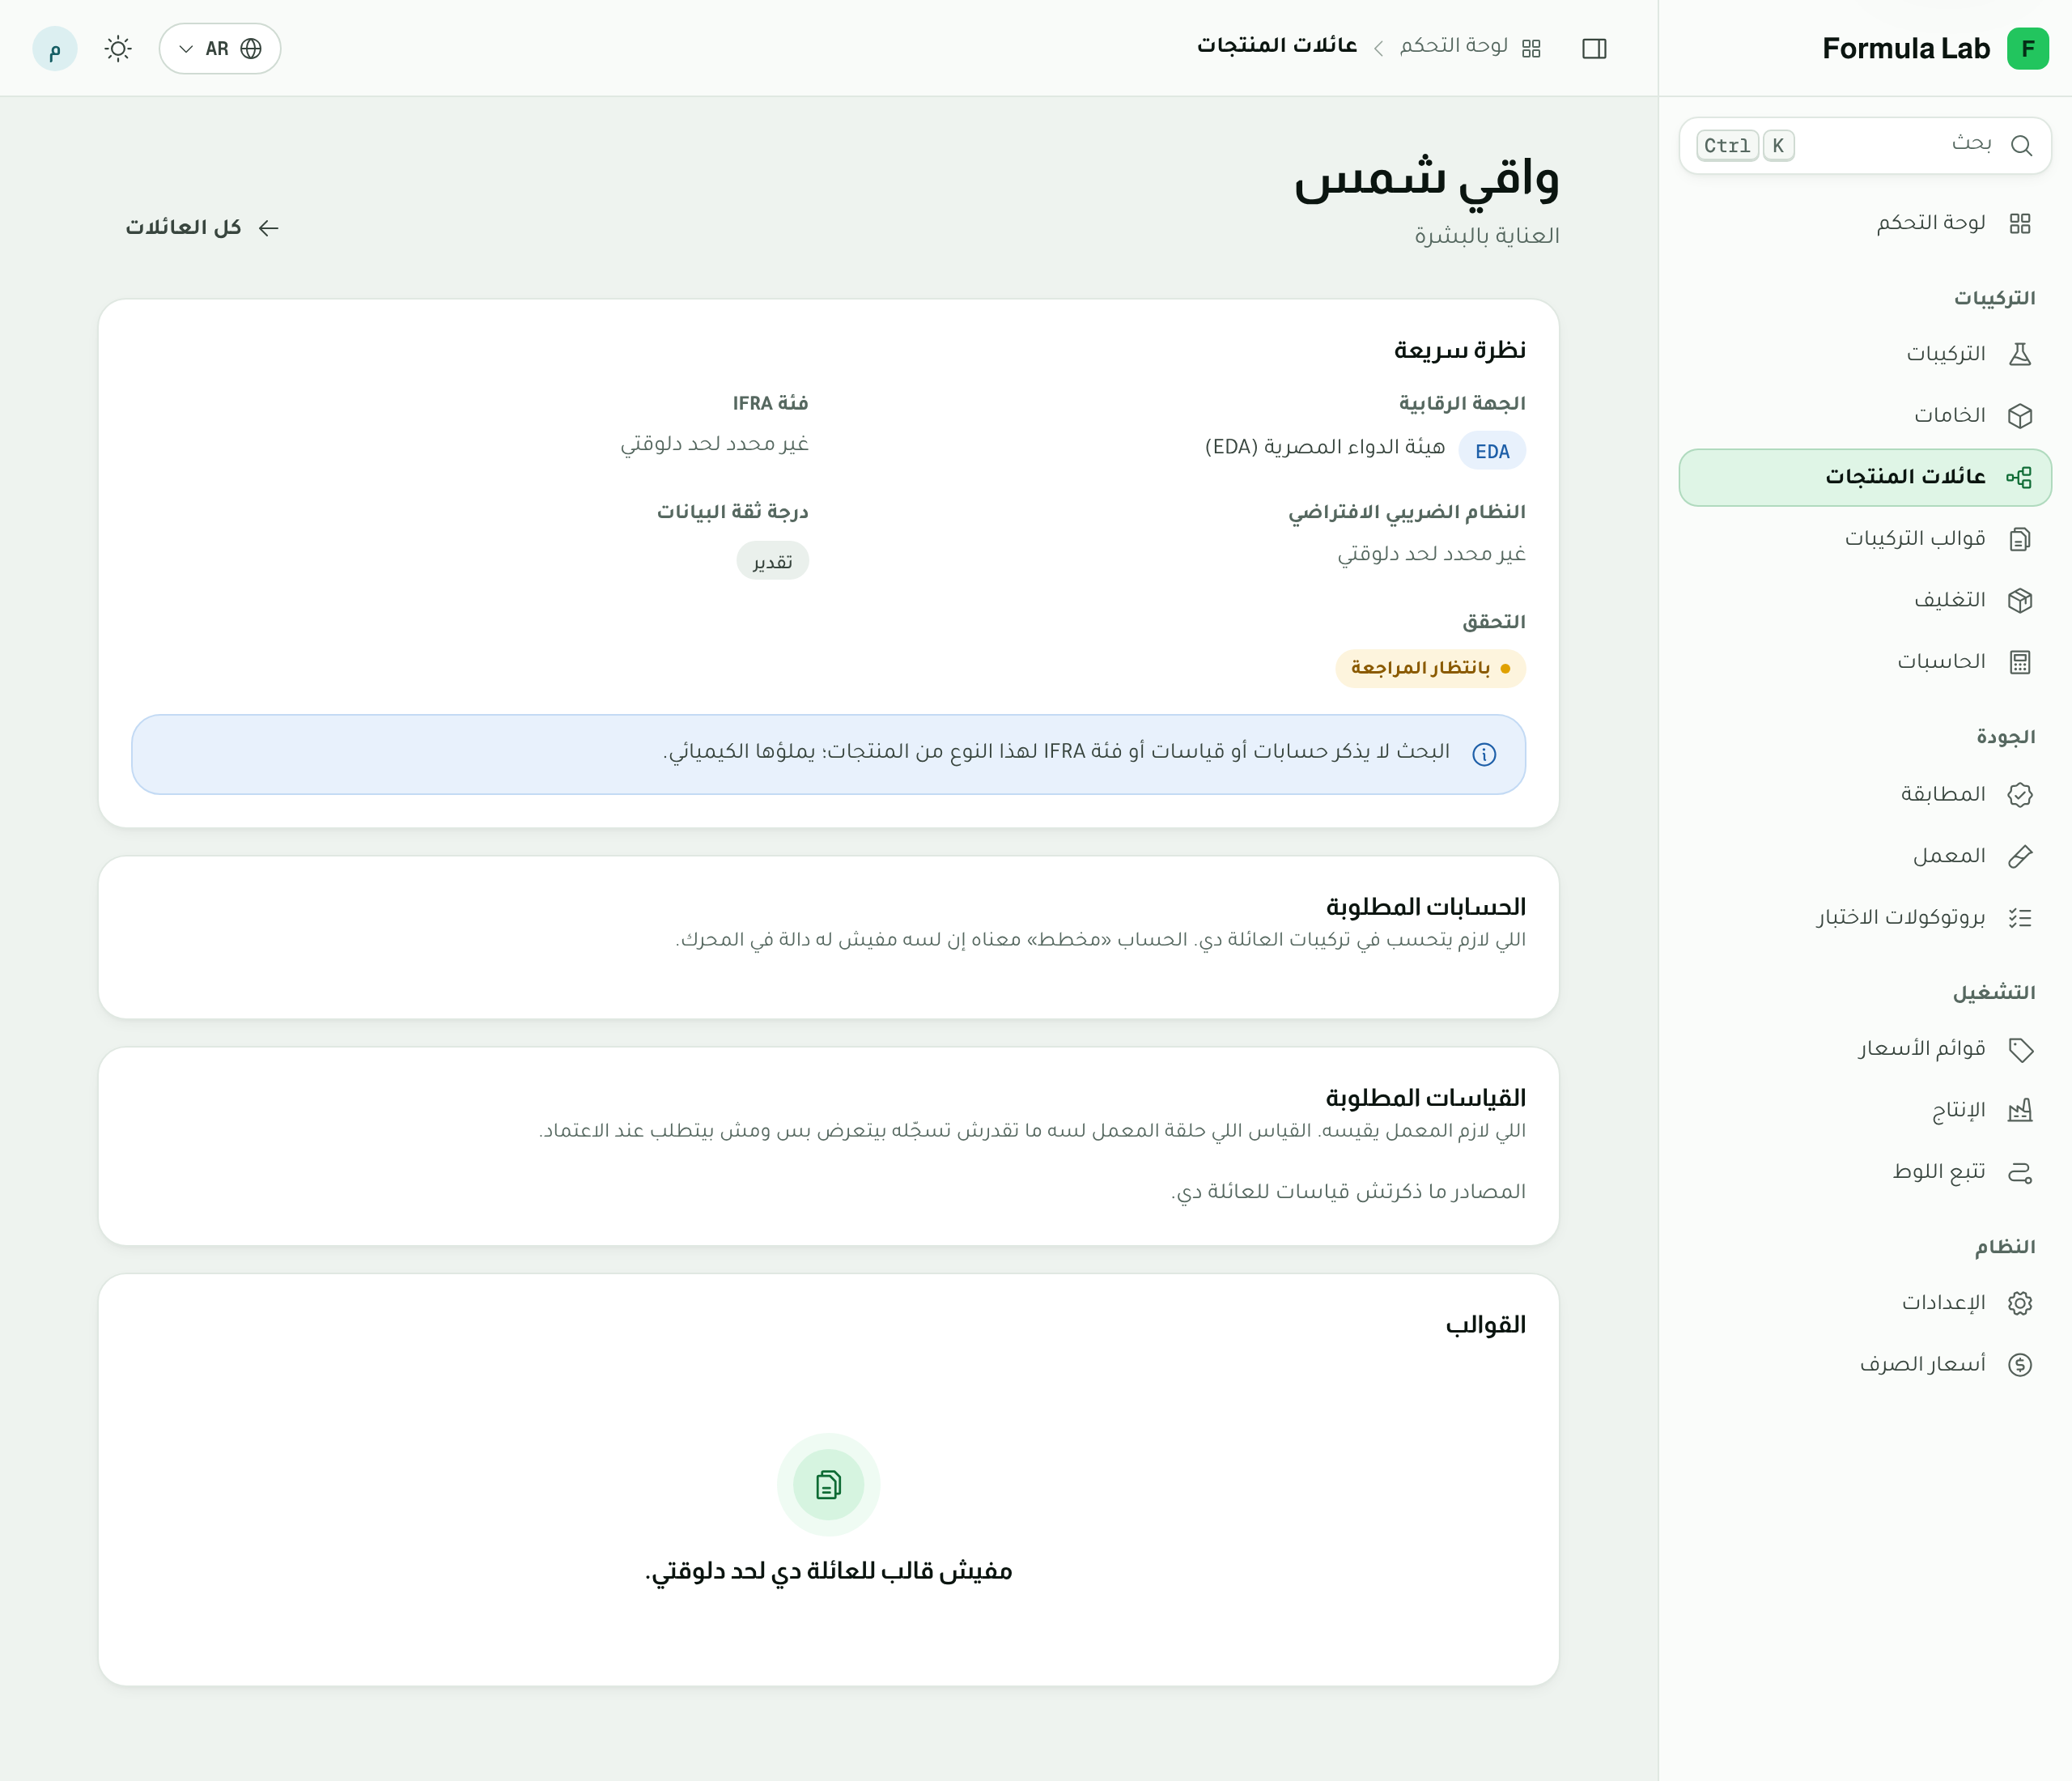 Formula Lab
F
بحث
Ctrl K
لوحة التحكم
التركيبات
التركيبات
الخامات
عائلات المنتجات
قوالب التركيبات
التغليف
الحاسبات
الجودة
المطابقة
المعمل
بروتوكولات الاختبار
التشغيل
قوائم الأسعار
الإنتاج
تتبع اللوط
النظام
الإعدادات
أسعار الصرف
لوحة التحكم
عائلات المنتجات
AR
م
واقي شمس
العناية بالبشرة
كل العائلات
نظرة سريعة
الجهة الرقابية
EDA هيئة الدواء المصرية (EDA)
فئة IFRA
غير محدد لحد دلوقتي
النظام الضريبي الافتراضي
غير محدد لحد دلوقتي
درجة ثقة البيانات
تقدير
التحقق
بانتظار المراجعة
البحث لا يذكر حسابات أو قياسات أو فئة IFRA لهذا النوع من المنتجات؛ يملؤها الكيميائي.
الحسابات المطلوبة
اللي لازم يتحسب في تركيبات العائلة دي. الحساب «مخطط» معناه إن لسه مفيش له دالة في المحرك.
القياسات المطلوبة
اللي لازم المعمل يقيسه. القياس اللي حلقة المعمل لسه ما تقدرش تسجّله بيتعرض بس ومش بيتطلب عند الاعتماد.
المصادر ما ذكرتش قياسات للعائلة دي.
القوالب
مفيش قالب للعائلة دي لحد دلوقتي.